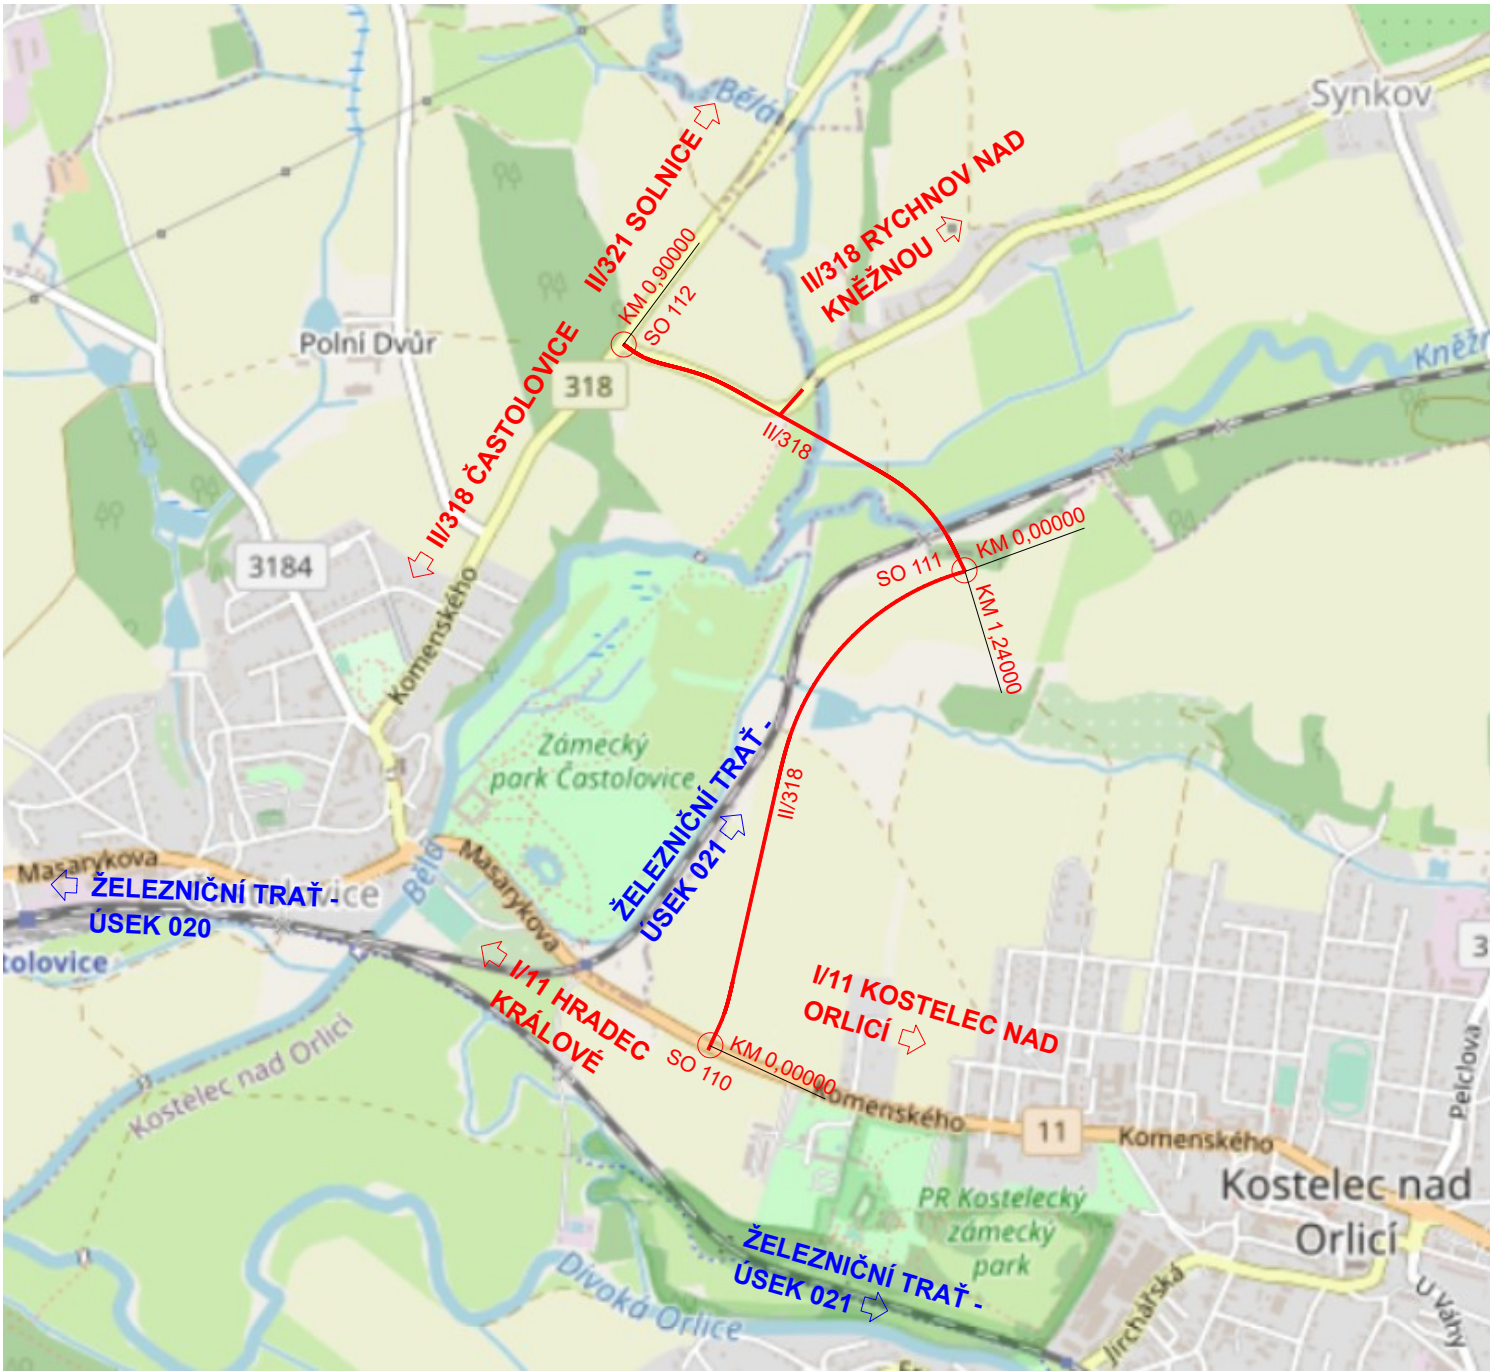 Běláu
Synkov
II/321 SOLNICE
II/318 RYCHNOV NAD
KNĚŽNOU
KM 0,90000
SO 112
Polní Dvůr
318
II/318 ČASTOLOVICE
II/318
3184
SO 111
KM 0,00000
KM 1,24000
Komenského
Zámecký
park Častolovice
ŽELEZNIČNÍ TRAŤ -
ÚSEK 021
II/318
Masarykova
Bělá
Masarykova
ŽELEZNIČNÍ TRAŤ -
ÚSEK 020
I/11 HRADEC
KRÁLOVÉ
I/11 KOSTELEC NAD
ORLICÍ
SO 110
KM 0,00000
Kostelec nad Orlicí
Komenského
11
Komenského
Pelclova
Kostelec nad
Orlicí
PR Kostelecký
zámecký
park
ŽELEZNIČNÍ TRAŤ -
ÚSEK 021
Divoká Orlice
Jirchářská
U Váhy